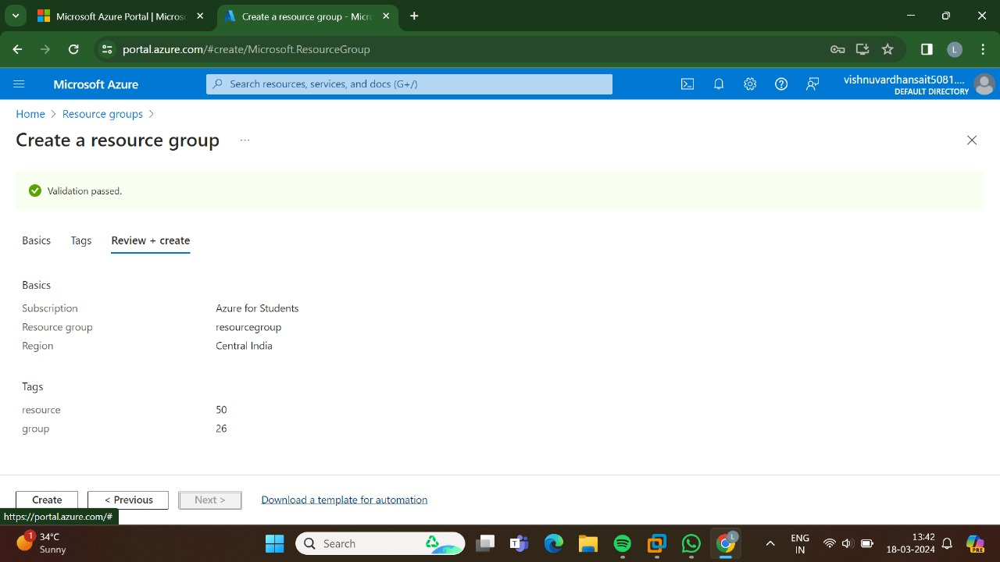 Microsoft Azure Portal | Micros
Create a resource group - Micr
portal.azure.com/#create/Microsoft.ResourceGroup
L
Microsoft Azure
Search resources, services, and docs (G+/)
vishnuvardhansait5081....
DEFAULT DIRECTORY
Home > Resource groups >
Create a resource group ...
Validation passed.
Basics Tags Review + create
Basics
Subscription Azure for Students
Resource group resourcegroup
Region Central India
Tags
resource 50
group 26
Create < Previous Next > Download a template for automation
https://portal.azure.com/#
1 34°C
Sunny
Search
L
ENG
IN
13:42
18-03-2024
PRE